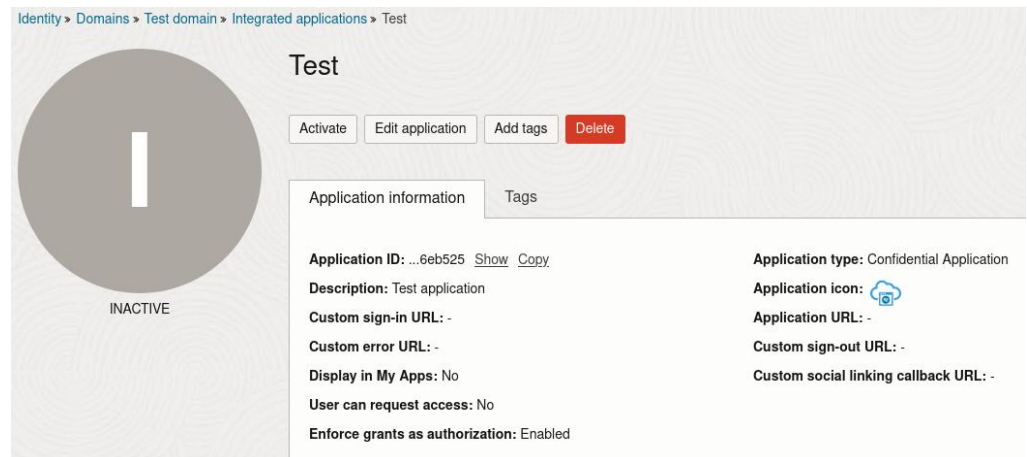 Identity » Domains » Test domain » Integrated applications » Test
I
INACTIVE
Test
Activate Edit application Add tags Delete
Application information Tags
Application ID: ...6eb525 Show Copy
Description: Test application
Custom sign-in URL: -
Custom error URL: -
Display in My Apps: No
User can request access: No
Enforce grants as authorization: Enabled
Application type: Confidential Application
Application icon:
Application URL: -
Custom sign-out URL: -
Custom social linking callback URL: -